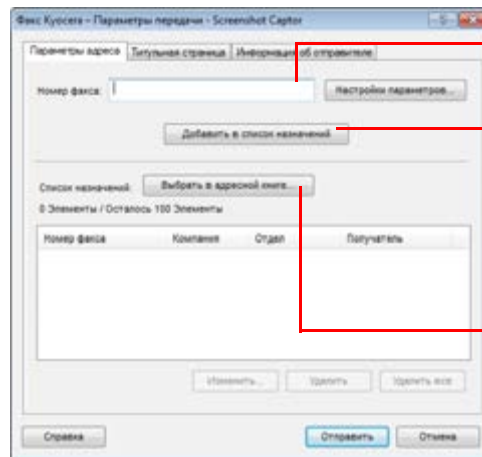 Факс Kyocera – Параметры передачи - Screenshot Captor
Параметры адреса Титульная страница Информация об отправителе
Номер факса: Настройки параметров...
Добавить в список назначений
Список назначений: Выбрать в адресной книге...
0 Элементы / Осталось 100 Элементы
Номер факса Компания Отдел Получатель
Изменить... Удалить Удалить все
Справка Отправить Отмена